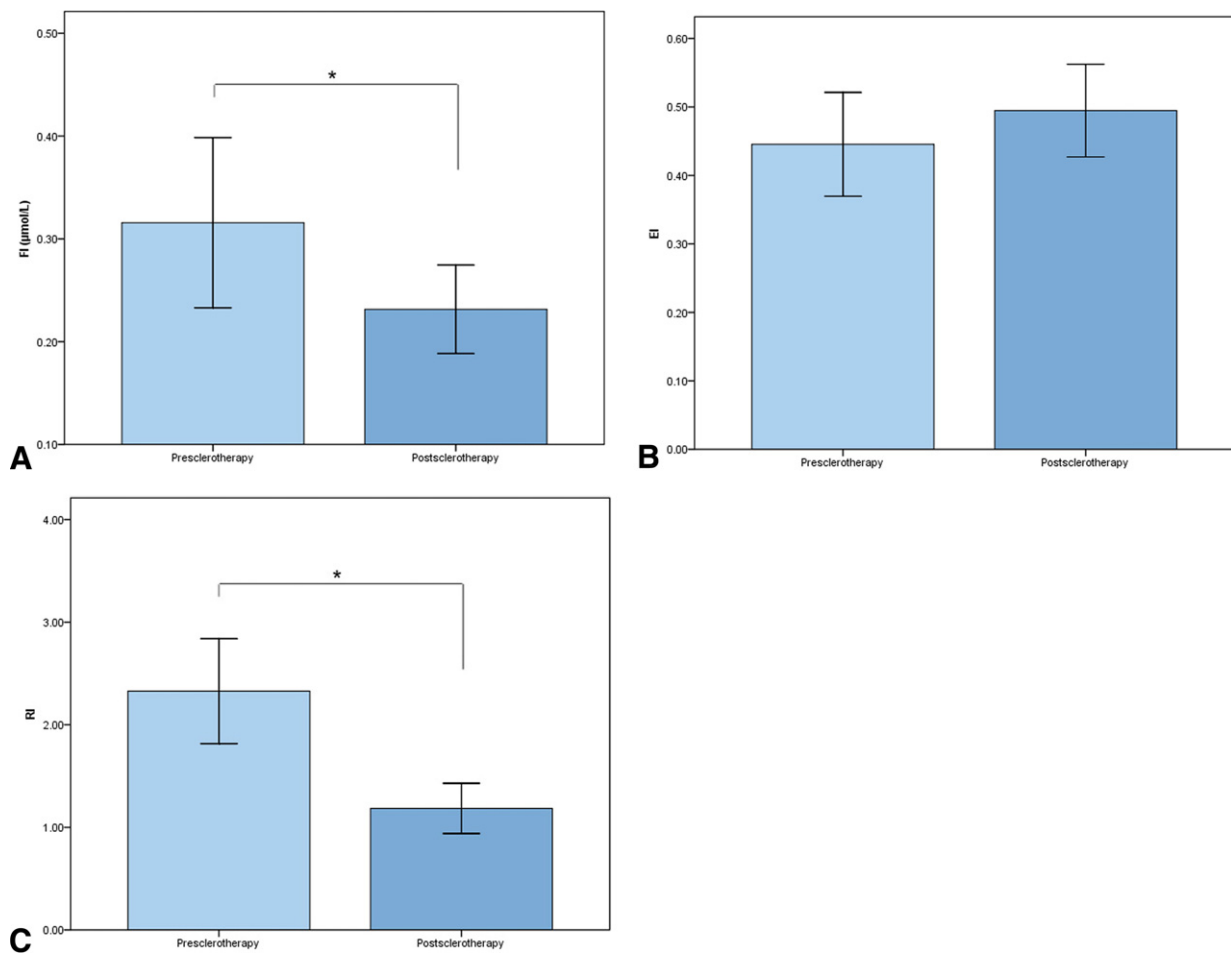 0.50
*
0.40
0.30
0.20
0.10
FI (μmol/L)
Presclerotherapy Postsclerotherapy
A
0.60
0.50
0.40
0.30
0.20
0.10
0.00
EI
Presclerotherapy Postsclerotherapy
B
4.00
*
3.00
2.00
1.00
0.00
RI
Presclerotherapy Postsclerotherapy
C